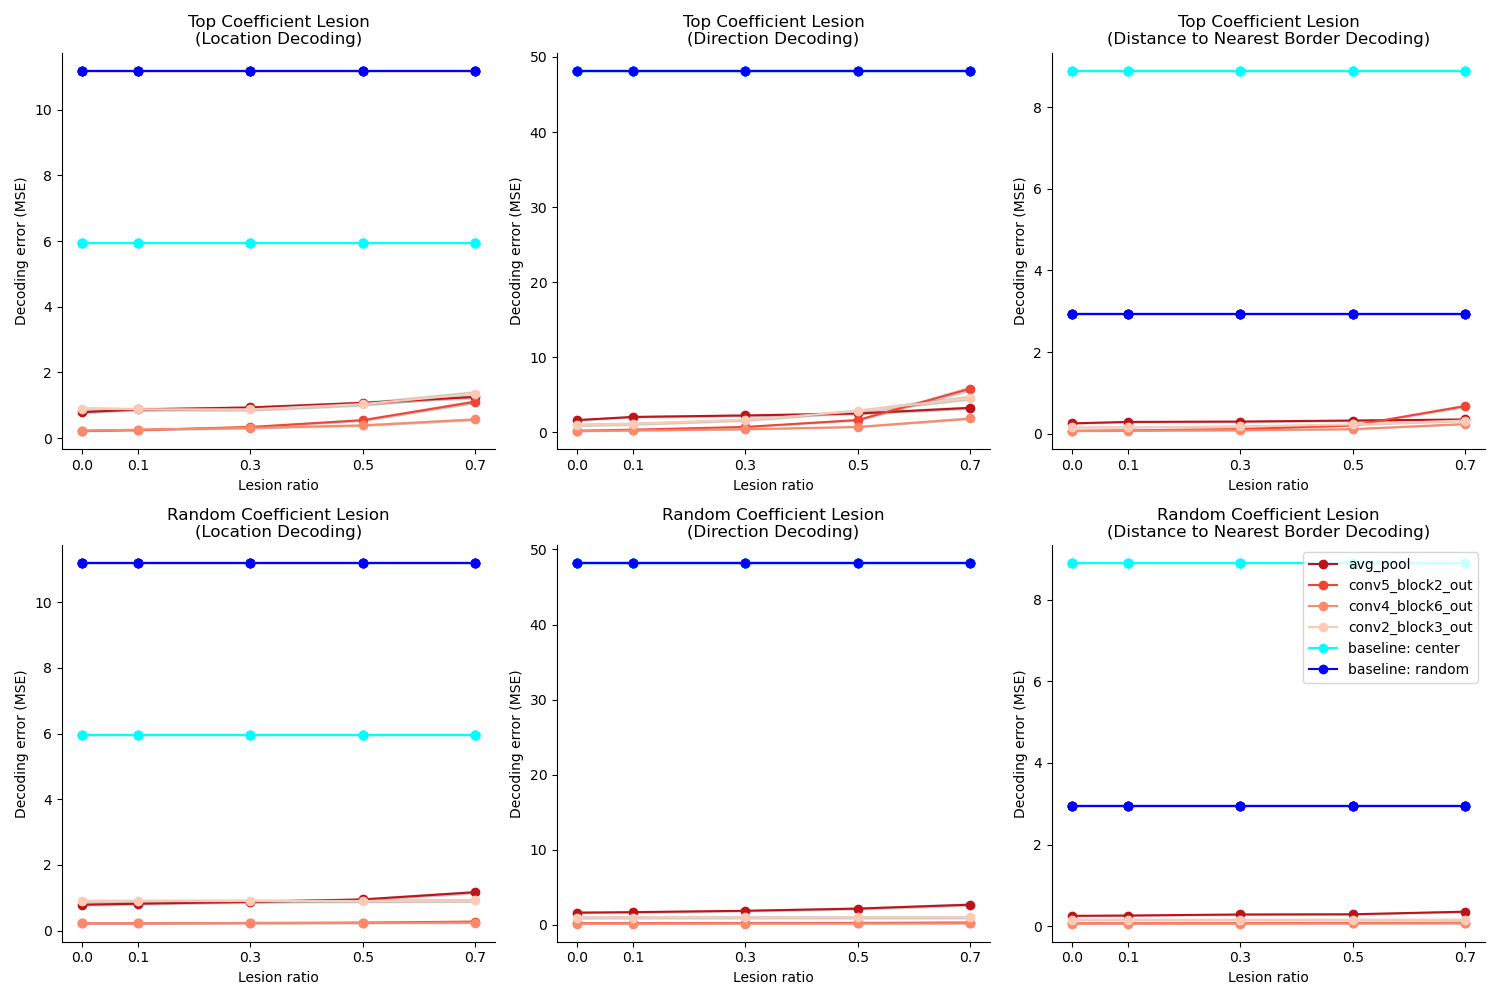 Top Coefficient Lesion
(Location Decoding)
Decoding error (MSE)
10
8
6
4
2
0
0.0 0.1 0.3 0.5 0.7
Lesion ratio
Top Coefficient Lesion
(Direction Decoding)
Decoding error (MSE)
50
40
30
20
10
0
0.0 0.1 0.3 0.5 0.7
Lesion ratio
Top Coefficient Lesion
(Distance to Nearest Border Decoding)
Decoding error (MSE)
8
6
4
2
0
0.0 0.1 0.3 0.5 0.7
Lesion ratio
Random Coefficient Lesion
(Location Decoding)
Decoding error (MSE)
10
8
6
4
2
0
0.0 0.1 0.3 0.5 0.7
Lesion ratio
Random Coefficient Lesion
(Direction Decoding)
Decoding error (MSE)
50
40
30
20
10
0
0.0 0.1 0.3 0.5 0.7
Lesion ratio
Random Coefficient Lesion
(Distance to Nearest Border Decoding)
Decoding error (MSE)
8
6
4
2
0
0.0 0.1 0.3 0.5 0.7
Lesion ratio
avg_pool
conv5_block2_out
conv4_block6_out
conv2_block3_out
baseline: center
baseline: random